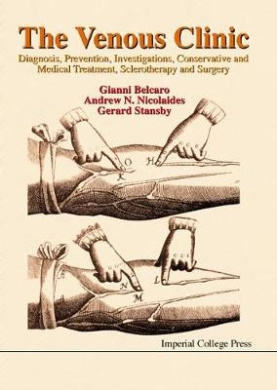 The Venous Clinic
Diagnosis, Prevention, Investigations, Conservative and
Medical Treatment, Sclerotherapy and Surgery
Gianni Belcaro
Andrew N. Nicolaides
Gerard Stansby
O H
L
N M
Imperial College Press